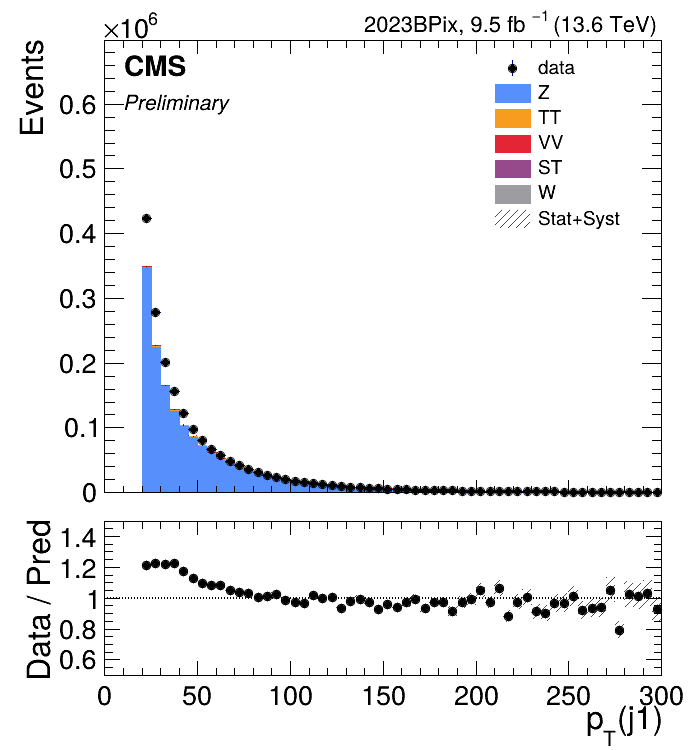 ×10⁶
2023BPix, 9.5 fb ⁻¹ (13.6 TeV)
CMS
Preliminary
data
Z
TT
VV
ST
W
Stat+Syst
Events
0.6
0.5
0.4
0.3
0.2
0.1
0
Data / Pred
1.4
1.2
1
0.8
0.6
0 50 100 150 200 250 300
p_T(j1)